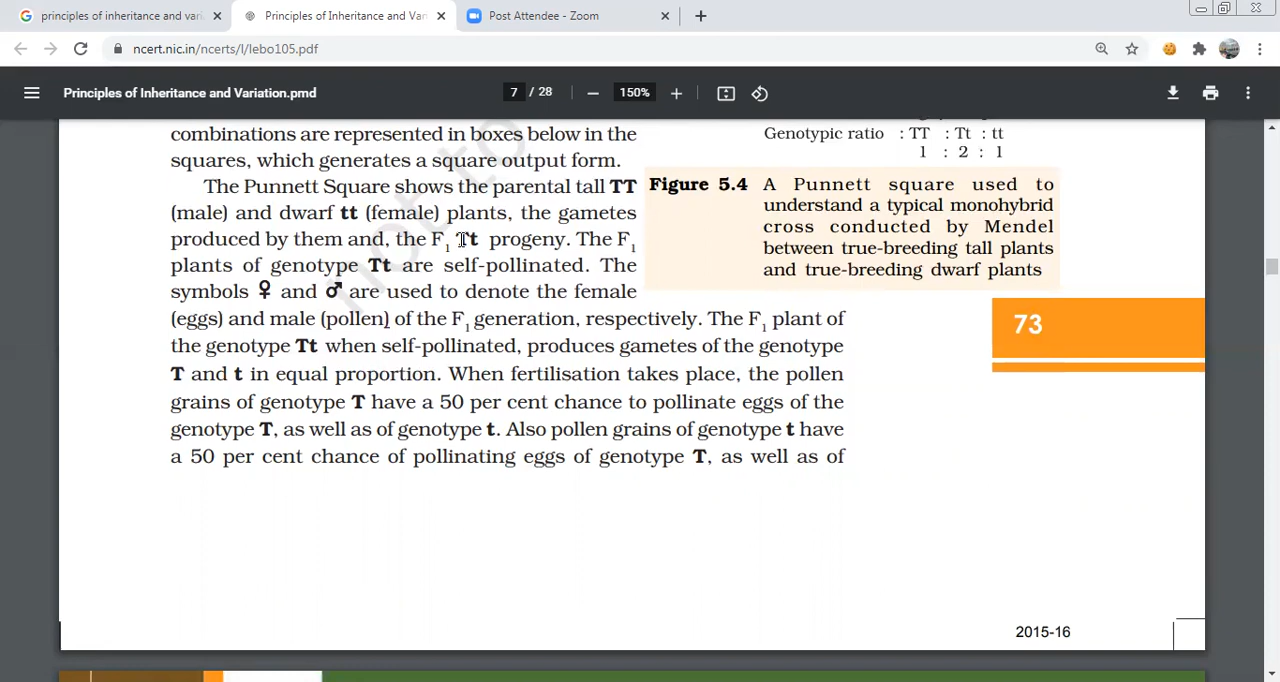 principles of inheritance and vari
Principles of Inheritance and Var
Post Attendee - Zoom
ncert.nic.in/ncerts/l/lebo105.pdf
Principles of Inheritance and Variation.pmd
7 / 28
150%
combinations are represented in boxes below in the
squares, which generates a square output form.
The Punnett Square shows the parental tall TT
(male) and dwarf tt (female) plants, the gametes
produced by them and, the F1 Tt progeny. The F1
plants of genotype Tt are self-pollinated. The
symbols ♀ and ♂ are used to denote the female
(eggs) and male (pollen) of the F1 generation, respectively. The F1 plant of
the genotype Tt when self-pollinated, produces gametes of the genotype
T and t in equal proportion. When fertilisation takes place, the pollen
grains of genotype T have a 50 per cent chance to pollinate eggs of the
genotype T, as well as of genotype t. Also pollen grains of genotype t have
a 50 per cent chance of pollinating eggs of genotype T, as well as of
Genotypic ratio : TT : Tt : tt
1 : 2 : 1
Figure 5.4 A Punnett square used to
understand a typical monohybrid
cross conducted by Mendel
between true-breeding tall plants
and true-breeding dwarf plants
73
not to
2015-16